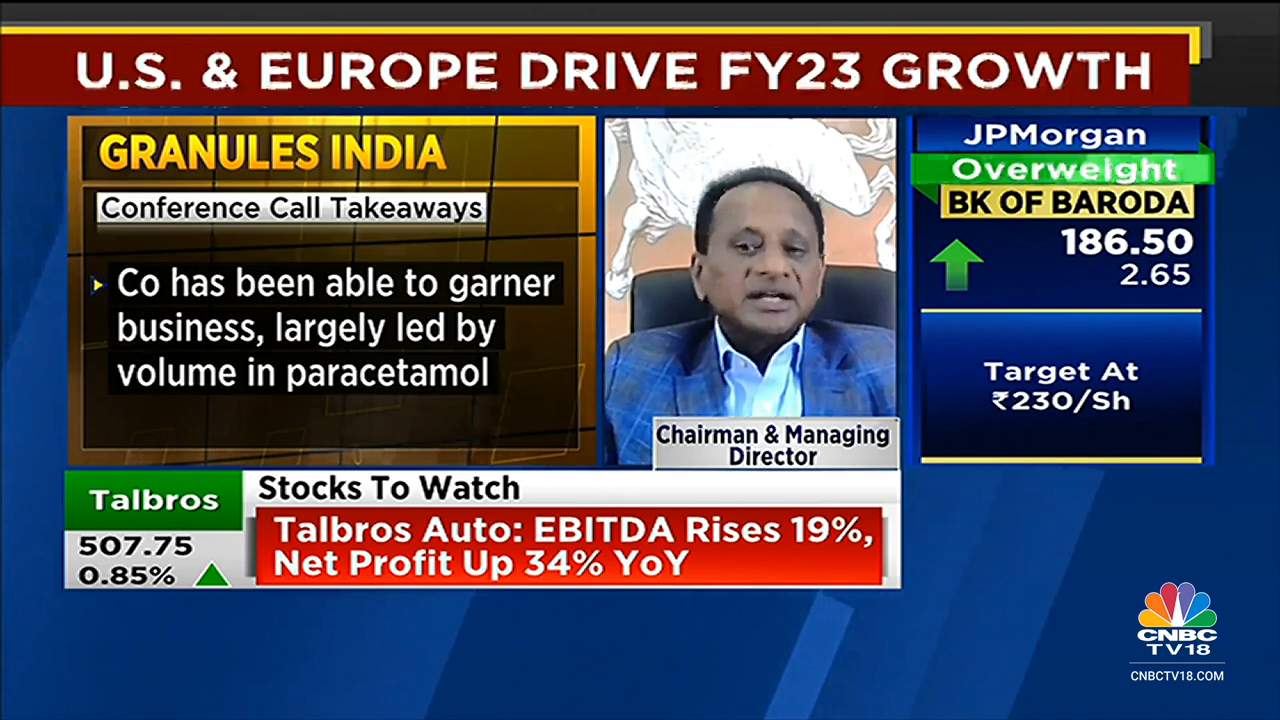 U.S. & EUROPE DRIVE FY23 GROWTH
GRANULES INDIA
Conference Call Takeaways
Co has been able to garner
business, largely led by
volume in paracetamol
Chairman & Managing
Director
JPMorgan
Overweight
BK OF BARODA
186.50
2.65
Target At
₹230/Sh
Talbros
507.75
0.85%
Stocks To Watch
Talbros Auto: EBITDA Rises 19%,
Net Profit Up 34% YoY
CNBC
TV18
CNBCTV18.COM